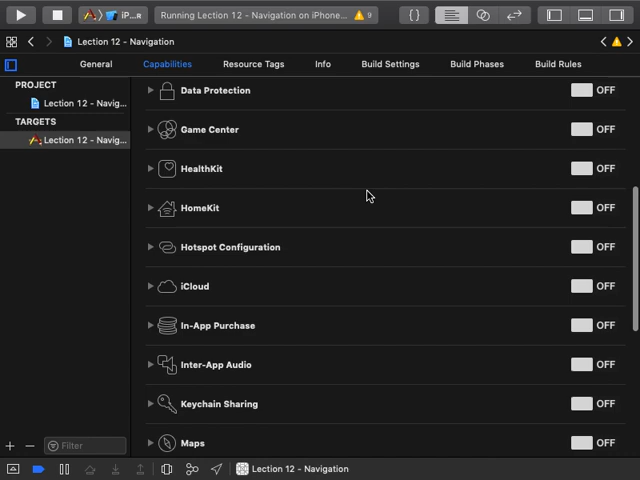 iP...R
Running Lection 12 - Navigation on iPhone...
9
Lection 12 - Navigation
General
Capabilities
Resource Tags
Info
Build Settings
Build Phases
Build Rules
PROJECT
Lection 12 - Navig...
TARGETS
Lection 12 - Navig...
Data Protection OFF
Game Center OFF
HealthKit OFF
HomeKit OFF
Hotspot Configuration OFF
iCloud OFF
In-App Purchase OFF
Inter-App Audio OFF
Keychain Sharing OFF
Maps OFF
Filter
Lection 12 - Navigation